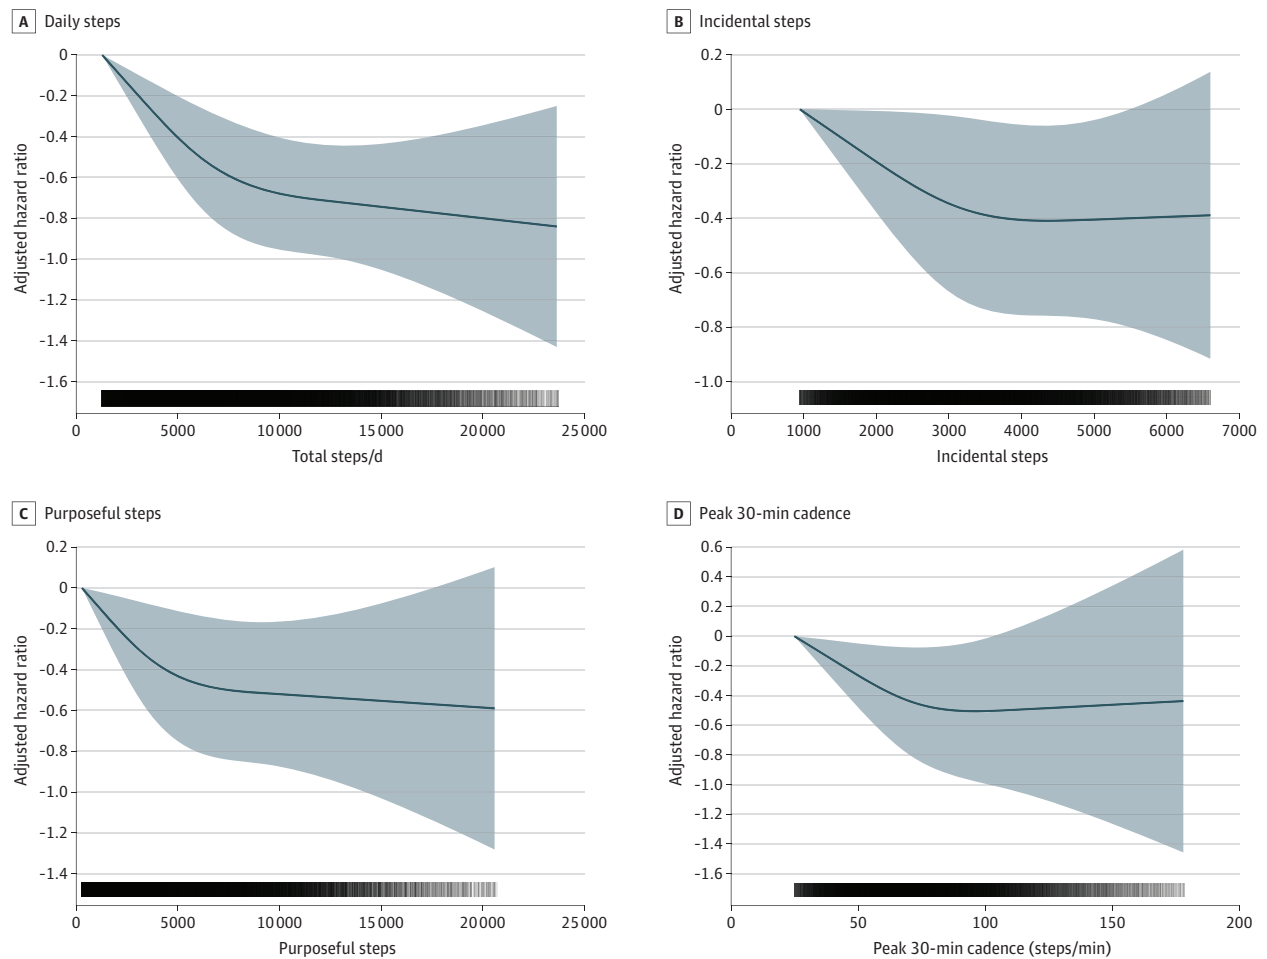 A Daily steps
0
-0.2
-0.4
-0.6
-0.8
-1.0
-1.2
-1.4
-1.6
Adjusted hazard ratio
0 5000 10000 15000 20000 25000
Total steps/d
B Incidental steps
0.2
0
-0.2
-0.4
-0.6
-0.8
-1.0
Adjusted hazard ratio
0 1000 2000 3000 4000 5000 6000 7000
Incidental steps
C Purposeful steps
0.2
0
-0.2
-0.4
-0.6
-0.8
-1.0
-1.2
-1.4
Adjusted hazard ratio
0 5000 10000 15000 20000 25000
Purposeful steps
D Peak 30-min cadence
0.6
0.4
0.2
0
-0.2
-0.4
-0.6
-0.8
-1.0
-1.2
-1.4
-1.6
Adjusted hazard ratio
0 50 100 150 200
Peak 30-min cadence (steps/min)